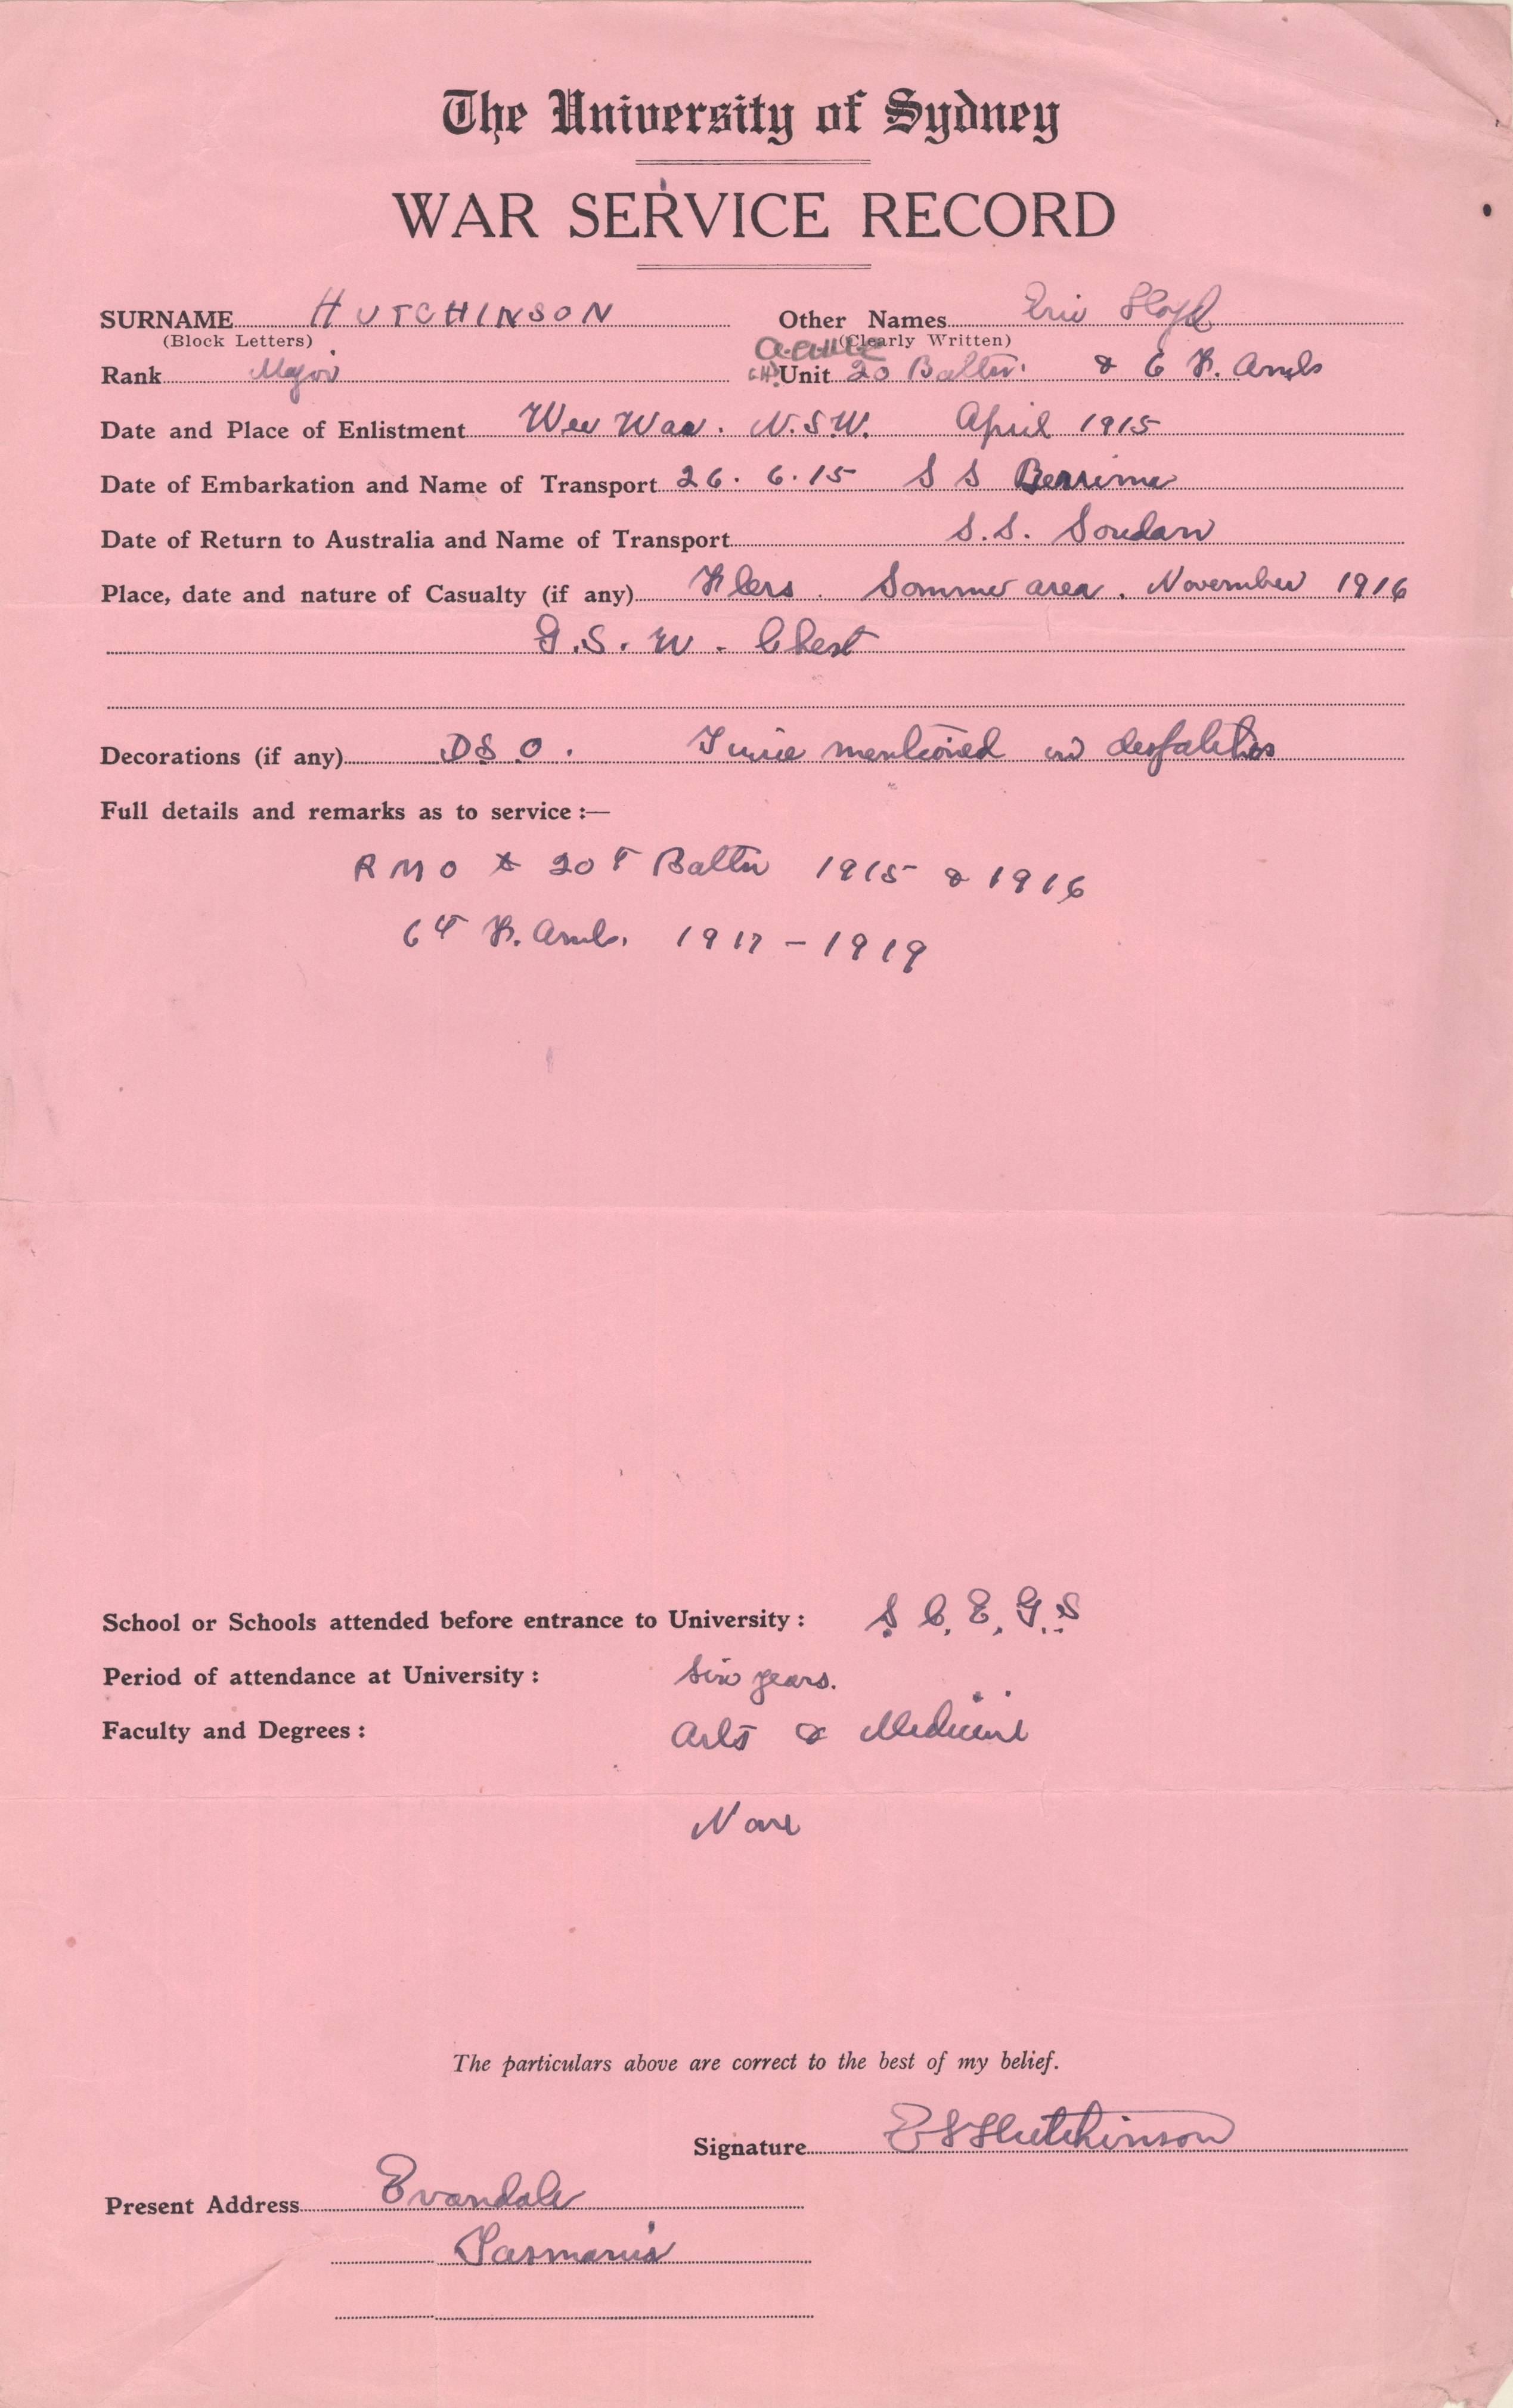 The University of Sydney
WAR SERVICE RECORD
SURNAME HUTCHINSON Other Names Eric Lloyd
(Block Letters) (Clearly Written)
Rank Major Unit 20 Battn. & 6 F. Amb
Date and Place of Enlistment Wee Waa. N.S.W. April 1915
Date of Embarkation and Name of Transport 26. 6. 15 S S Berrima
Date of Return to Australia and Name of Transport S.S. Soudan
Place, date and nature of Casualty (if any) Flers. Somme area. November 1916
G.S.W. Chest
Decorations (if any) DSO. Twice mentioned in despatches
Full details and remarks as to service :—
RMO 20th Battn 1915 & 1916
6th F. Amb. 1917 - 1919
School or Schools attended before entrance to University : S.C.E.G.S
Period of attendance at University : Six years.
Faculty and Degrees : Arts & Medicine
None
The particulars above are correct to the best of my belief.
Signature E L Hutchinson
Present Address Evandale
Tasmania